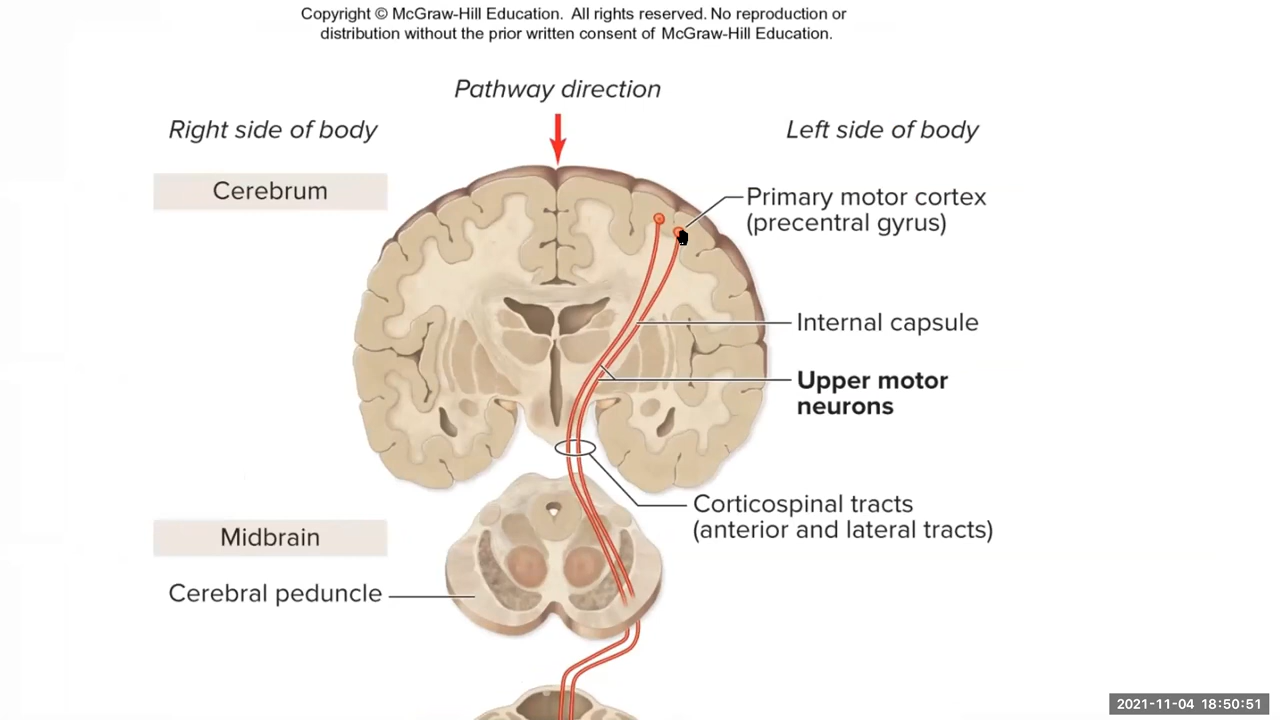 Copyright © McGraw-Hill Education.  All rights reserved. No reproduction or
distribution without the prior written consent of McGraw-Hill Education.
Pathway direction
Right side of body
Left side of body
Cerebrum
Primary motor cortex
(precentral gyrus)
Internal capsule
Upper motor
neurons
Corticospinal tracts
(anterior and lateral tracts)
Midbrain
Cerebral peduncle
2021-11-04 18:50:51